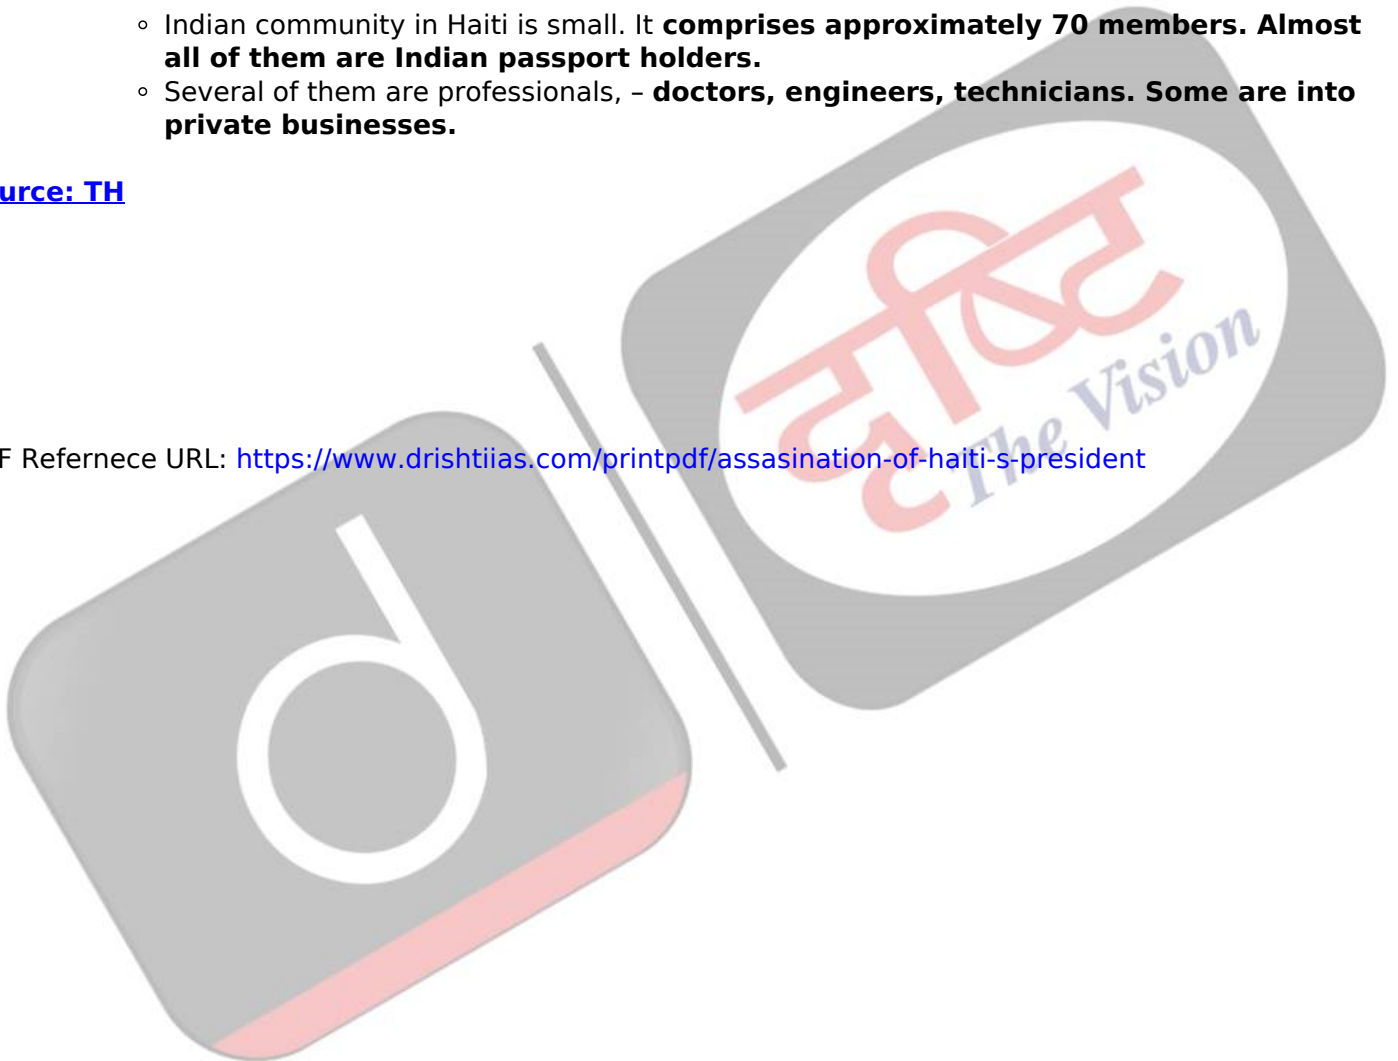 ◦ Indian community in Haiti is small. It comprises approximately 70 members. Almost
all of them are Indian passport holders.
◦ Several of them are professionals, – doctors, engineers, technicians. Some are into
private businesses.
urce: TH
दृष्टि
The Vision
F Refernece URL: https://www.drishtiias.com/printpdf/assasination-of-haiti-s-president
d